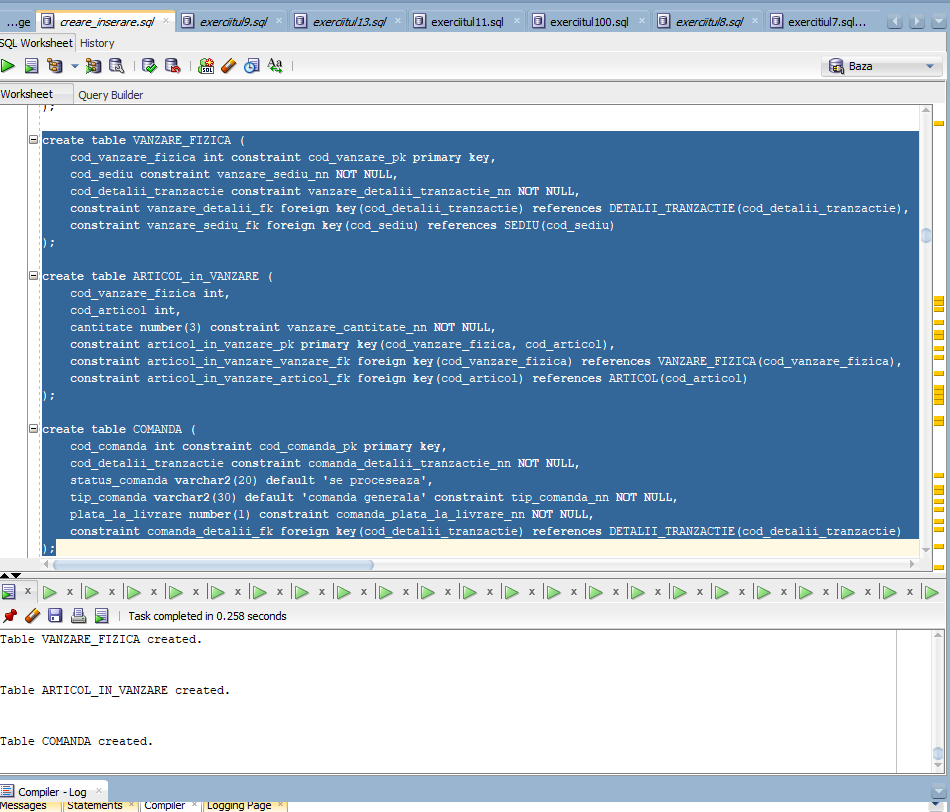 ...ge creare_inserare.sql exerciitul9.sql exerciitul13.sql exerciitul11.sql exerciitul100.sql exerciitul8.sql exercitiul7.sql...
SQL Worksheet History
Aa
Baza
Worksheet Query Builder
);
create table VANZARE_FIZICA (
cod_vanzare_fizica int constraint cod_vanzare_pk primary key,
cod_sediu constraint vanzare_sediu_nn NOT NULL,
cod_detalii_tranzactie constraint vanzare_detalii_tranzactie_nn NOT NULL,
constraint vanzare_detalii_fk foreign key(cod_detalii_tranzactie) references DETALII_TRANZACTIE(cod_detalii_tranzactie),
constraint vanzare_sediu_fk foreign key(cod_sediu) references SEDIU(cod_sediu)
);
create table ARTICOL_in_VANZARE (
cod_vanzare_fizica int,
cod_articol int,
cantitate number(3) constraint vanzare_cantitate_nn NOT NULL,
constraint articol_in_vanzare_pk primary key(cod_vanzare_fizica, cod_articol),
constraint articol_in_vanzare_vanzare_fk foreign key(cod_vanzare_fizica) references VANZARE_FIZICA(cod_vanzare_fizica),
constraint articol_in_vanzare_articol_fk foreign key(cod_articol) references ARTICOL(cod_articol)
);
create table COMANDA (
cod_comanda int constraint cod_comanda_pk primary key,
cod_detalii_tranzactie constraint comanda_detalii_tranzactie_nn NOT NULL,
status_comanda varchar2(20) default 'se proceseaza',
tip_comanda varchar2(30) default 'comanda generala' constraint tip_comanda_nn NOT NULL,
plata_la_livrare number(1) constraint comanda_plata_la_livrare_nn NOT NULL,
constraint comanda_detalii_fk foreign key(cod_detalii_tranzactie) references DETALII_TRANZACTIE(cod_detalii_tranzactie)
);
Task completed in 0.258 seconds
Table VANZARE_FIZICA created.
Table ARTICOL_IN_VANZARE created.
Table COMANDA created.
Compiler - Log
Messages Statements Compiler Logging Page